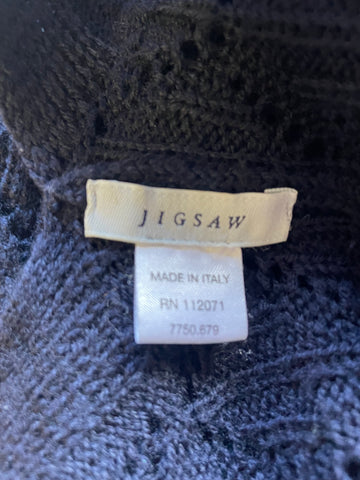 JIGSAW
MADE IN ITALY
RN 112071
7750.679